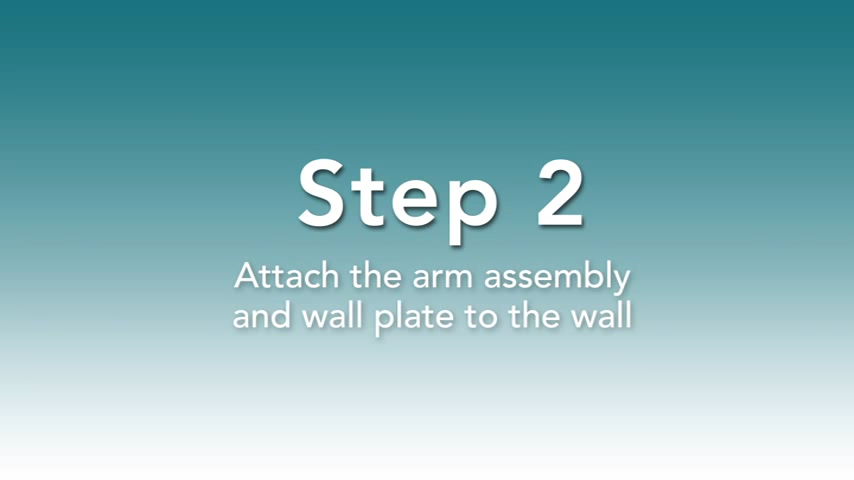 Step 2
Attach the arm assembly
and wall plate to the wall